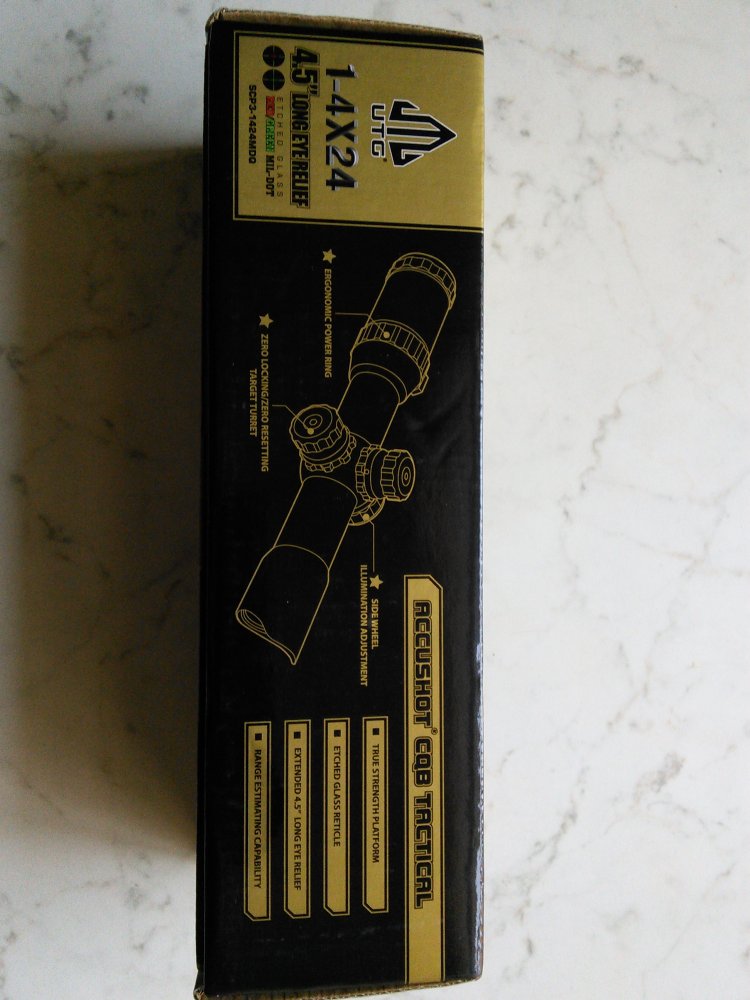 UTG®
1-4X24
4.5" LONG EYE RELIEF
ETCHED GLASS
RED/GREEN MIL-DOT
SCP3-1424MDQ
ERGONOMIC POWER RING
ZERO LOCKING/ZERO RESETTING
TARGET TURRET
SIDE WHEEL
ILLUMINATION ADJUSTMENT
ACCUSHOT® CQB TACTICAL
TRUE STRENGTH PLATFORM
ETCHED GLASS RETICLE
EXTENDED 4.5" LONG EYE RELIEF
RANGE ESTIMATING CAPABILITY